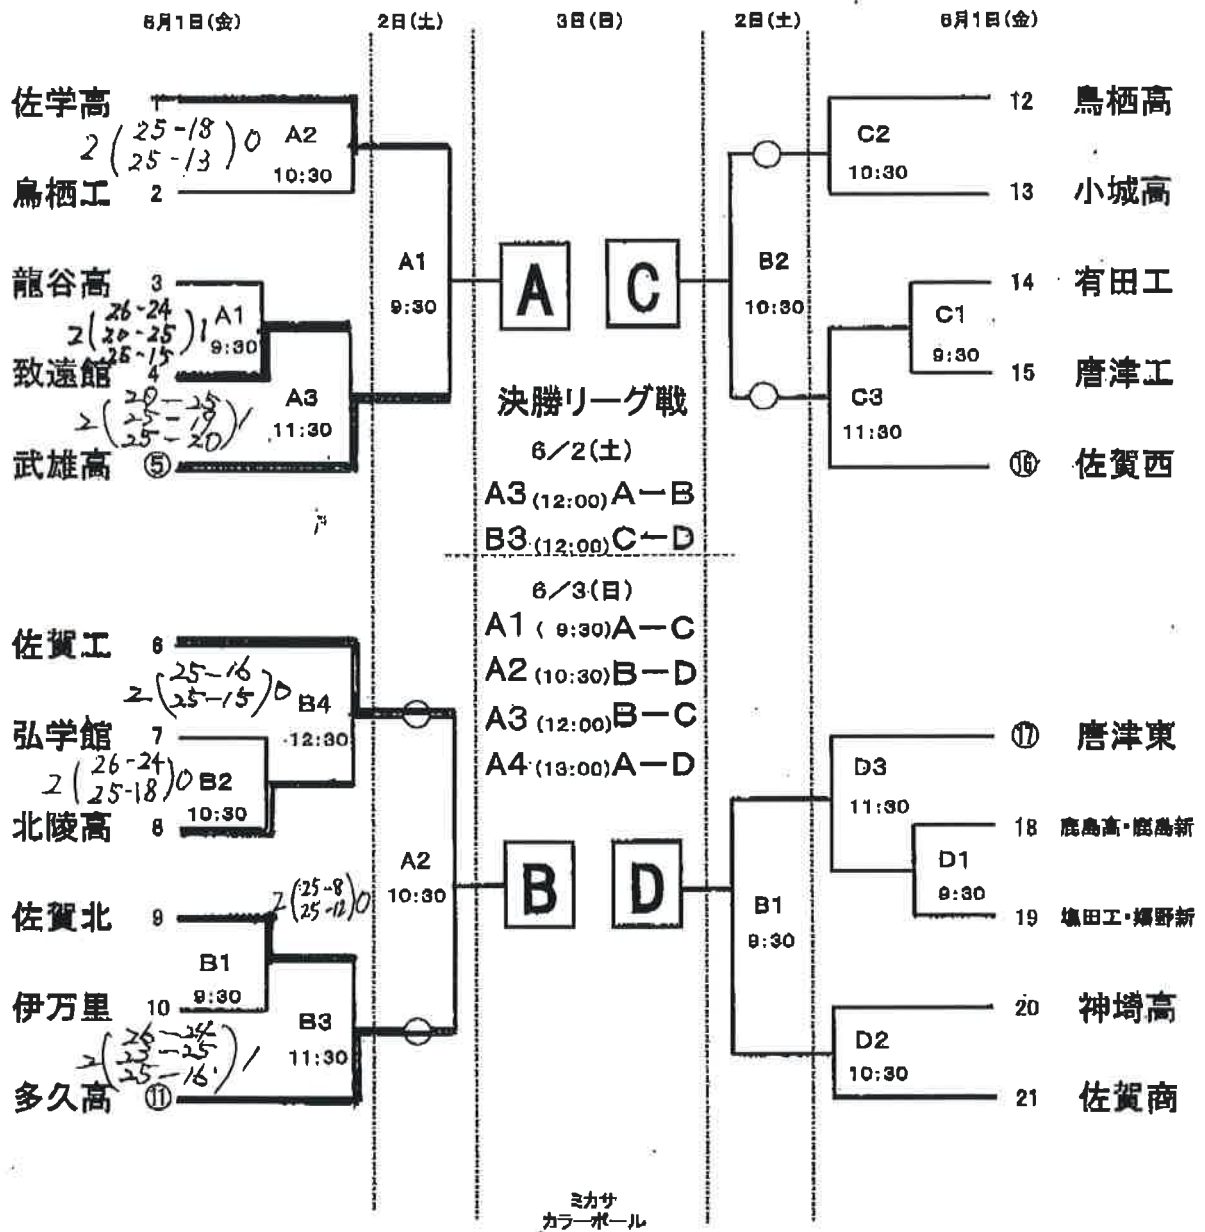 6月1日(金) 2日(土) 3日(日) 2日(土) 6月1日(金)
佐学高 1
2 ( 25-18 ) 0
25-13
A2
10:30
鳥栖工 2
龍谷高 3
2 ( 26-24
20-25 ) 1
25-15
A1
9:30
致遠館 4
2 ( 20-25
25-19 ) 1
25-20
A3
11:30
武雄高 ⑤
A1
9:30
佐賀工 6
2 ( 25-16 ) 0
25-15
B4
12:30
弘学館 7
2 ( 26-24 ) 0
25-18
B2
10:30
北陵高 8
佐賀北 9
2 ( 25-8 ) 0
25-12
B1
9:30
伊万里 10
2 ( 26-24
23-25 ) 1
25-16
B3
11:30
多久高 ⑪
A2
10:30
A C
決勝リーグ戦
6/2(土)
A3(12:00)A-B
B3(12:00)C-D
6/3(日)
A1( 9:30)A-C
A2(10:30)B-D
A3(12:00)B-C
A4(13:00)A-D
B D
12 鳥栖高
C2
10:30
13 小城高
B2
10:30
14 有田工
C1
9:30
15 唐津工
C3
11:30
⑯ 佐賀西
⑰ 唐津東
D3
11:30
18 鹿島高・鹿島新
D1
9:30
19 塩田工・嬉野新
B1
9:30
20 神埼高
D2
10:30
21 佐賀商
ミカサ
カラーボール